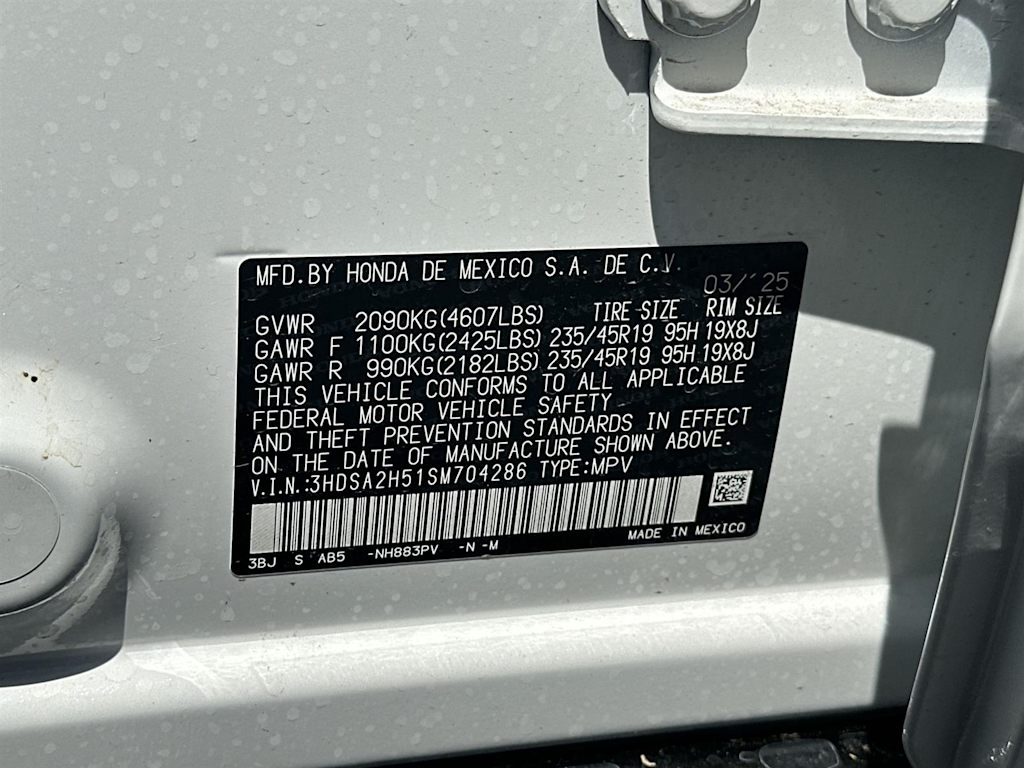 MFD.BY HONDA DE MEXICO S.A. DE C.V.
03/'25
GVWR 2090KG(4607LBS) TIRE SIZE RIM SIZE
GAWR F 1100KG(2425LBS) 235/45R19 95H 19X8J
GAWR R 990KG(2182LBS) 235/45R19 95H 19X8J
THIS VEHICLE CONFORMS TO ALL APPLICABLE
FEDERAL MOTOR VEHICLE SAFETY
AND THEFT PREVENTION STANDARDS IN EFFECT
ON THE DATE OF MANUFACTURE SHOWN ABOVE.
V.I.N.:3HDSA2H51SM704286 TYPE:MPV
MADE IN MEXICO
3BJ S AB5 -NH883PV -N -M